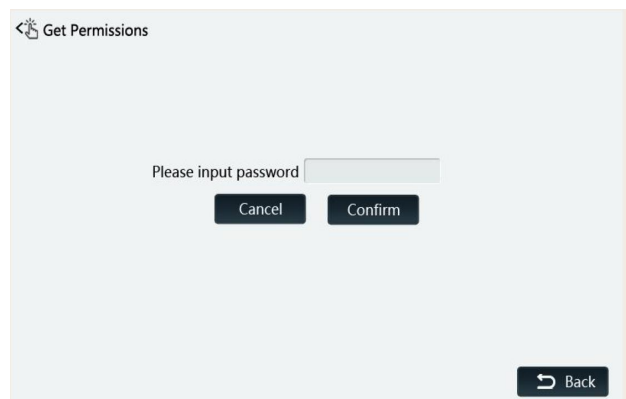 Get Permissions
Please input password
Cancel Confirm
Back